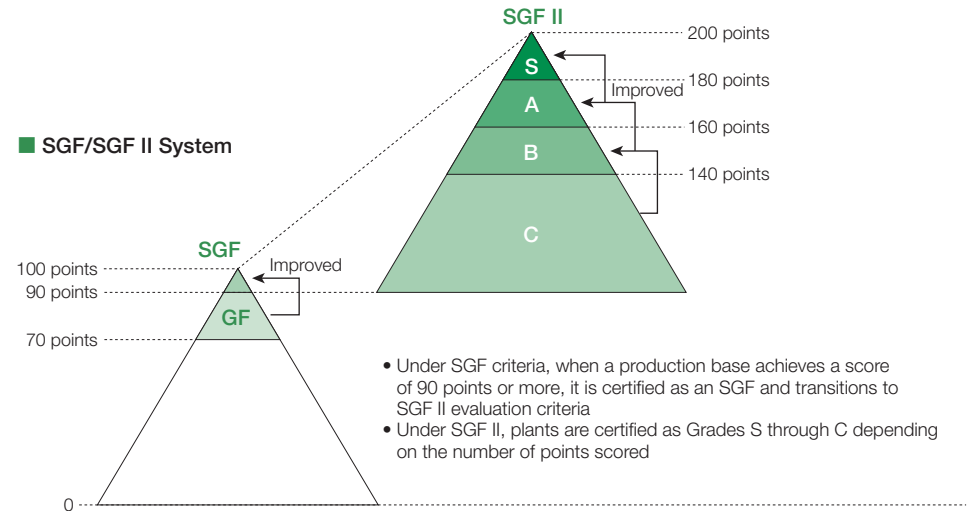 SGF II
200 points
S
180 points
Improved
A
160 points
■ SGF/SGF II System
B
140 points
C
SGF
100 points
Improved
90 points
GF
70 points
• Under SGF criteria, when a production base achieves a score
of 90 points or more, it is certified as an SGF and transitions to
SGF II evaluation criteria
• Under SGF II, plants are certified as Grades S through C depending
on the number of points scored
0